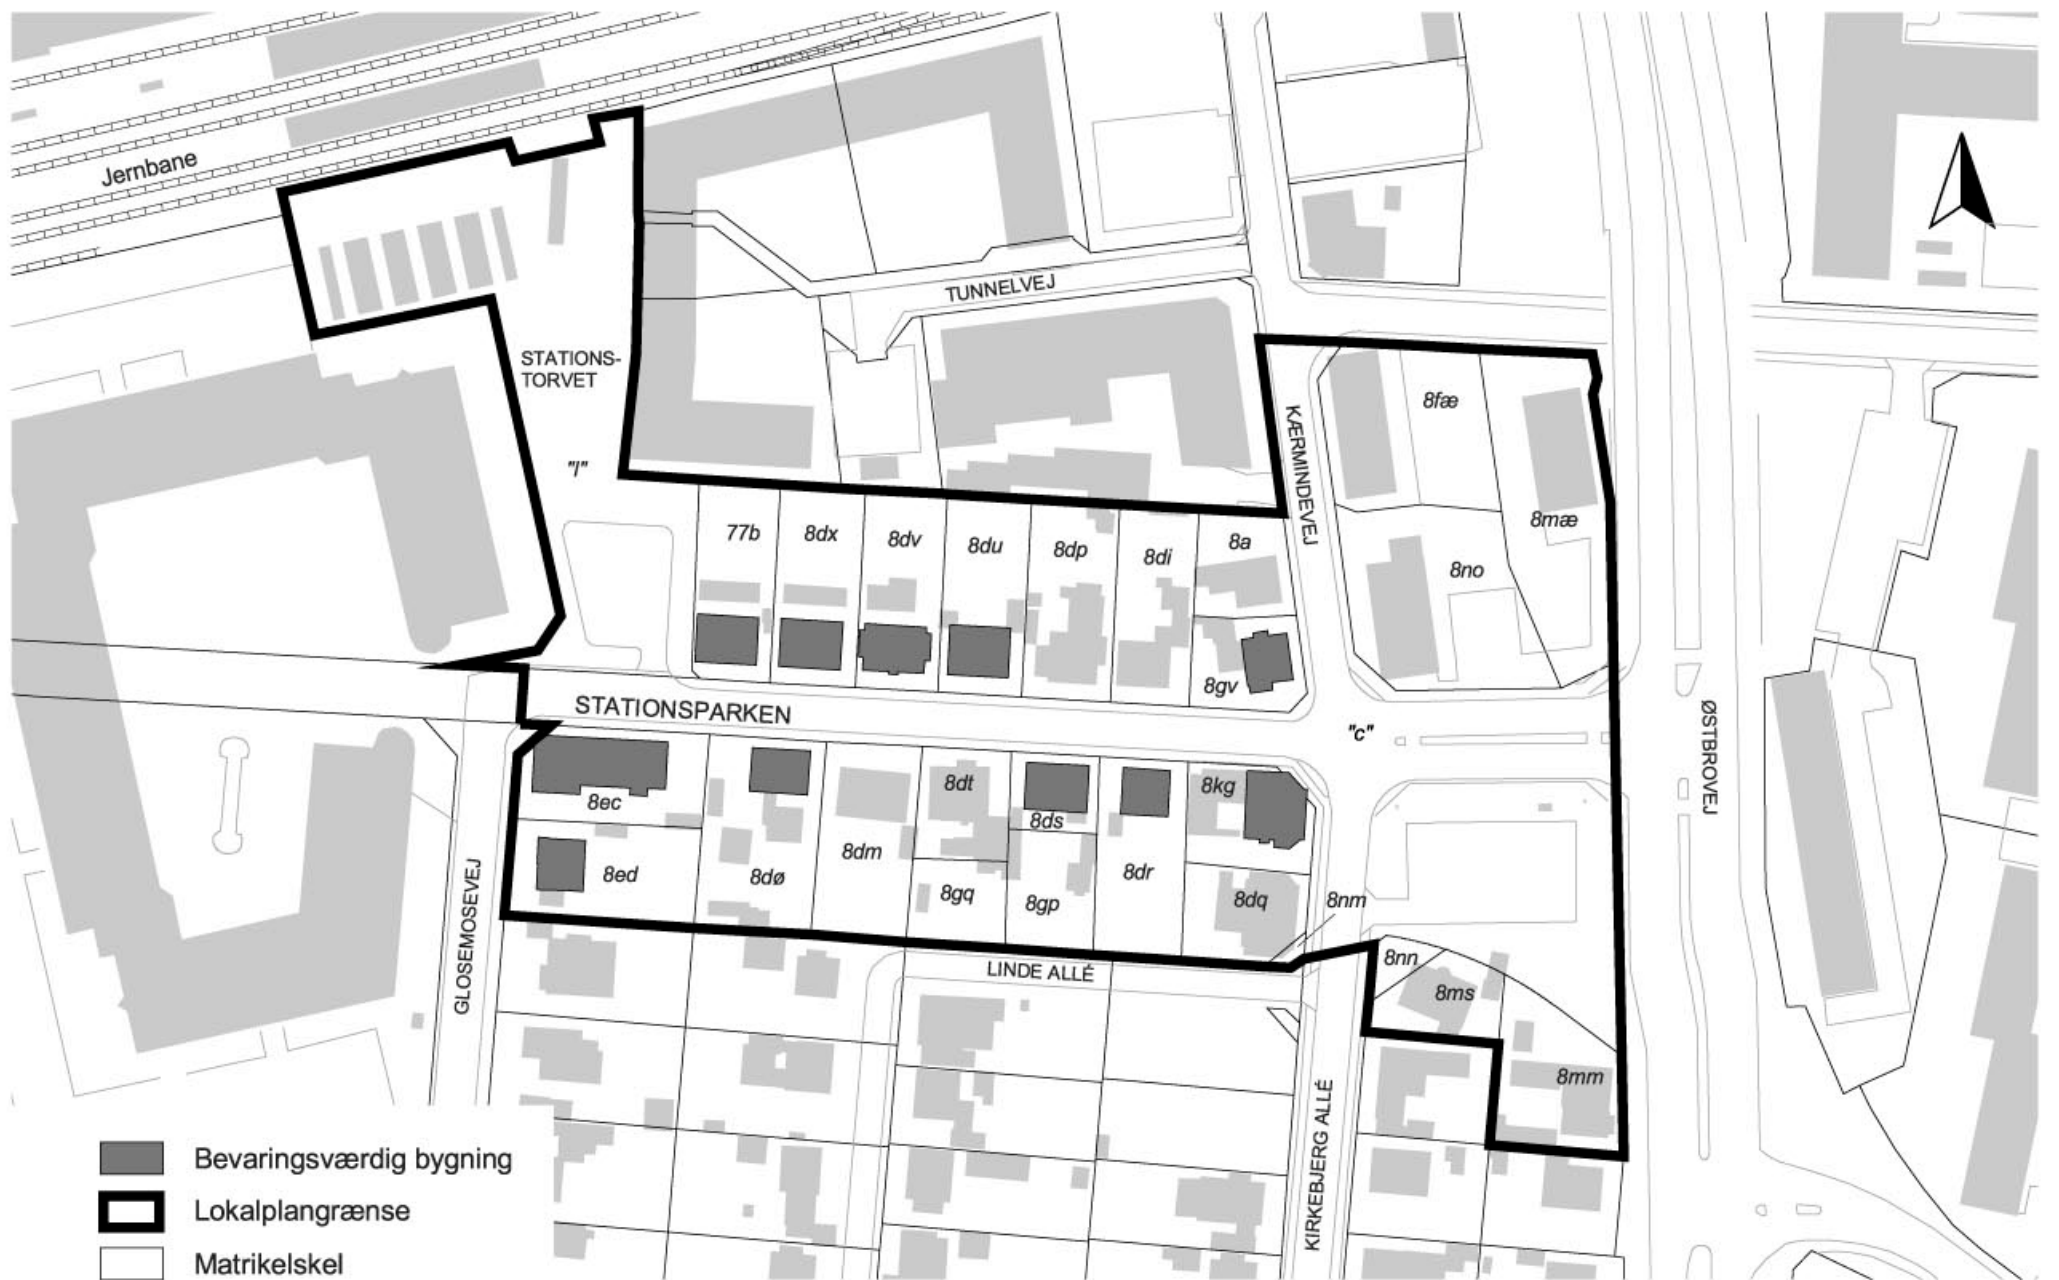 Jernbane
TUNNELVEJ
STATIONS-
TORVET
KÆRMINDEVEJ
8fæ
"l"
8mæ
77b
8dx
8dv
8du
8dp
8di
8a
8no
8gv
STATIONSPARKEN
"c"
ØSTBROVEJ
8ec
8dt
8kg
8ds
8ed
8dø
8dm
8gq
8gp
8dr
8dq
8nm
GLOSEMOSEVEJ
LINDE ALLÉ
8nn
8ms
8mm
KIRKEBJERG ALLÉ
Bevaringsværdig bygning
Lokalplangrænse
Matrikelskel